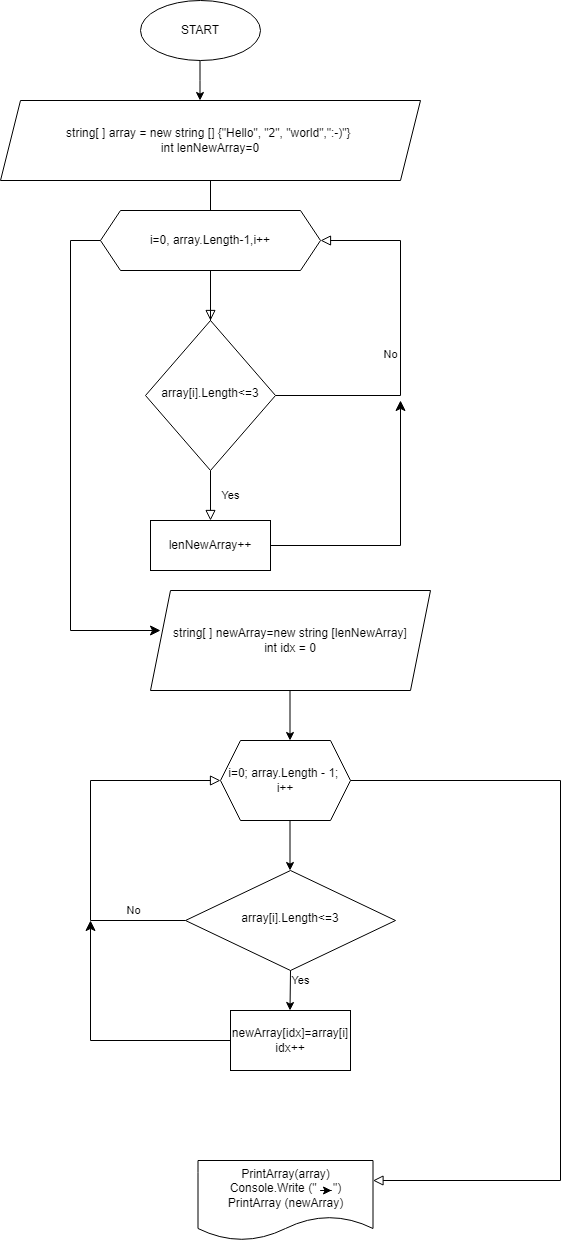 START
string[ ] array = new string [] {"Hello", "2", "world",":-)"}
int lenNewArray=0
i=0, array.Length-1,i++
No
array[i].Length<=3
Yes
lenNewArray++
string[ ] newArray=new string [lenNewArray]
int idx = 0
i=0; array.Length - 1;
i++
No
array[i].Length<=3
Yes
newArray[idx]=array[i]
idx++
PrintArray(array)
Console.Write (" ")
PrintArray (newArray)